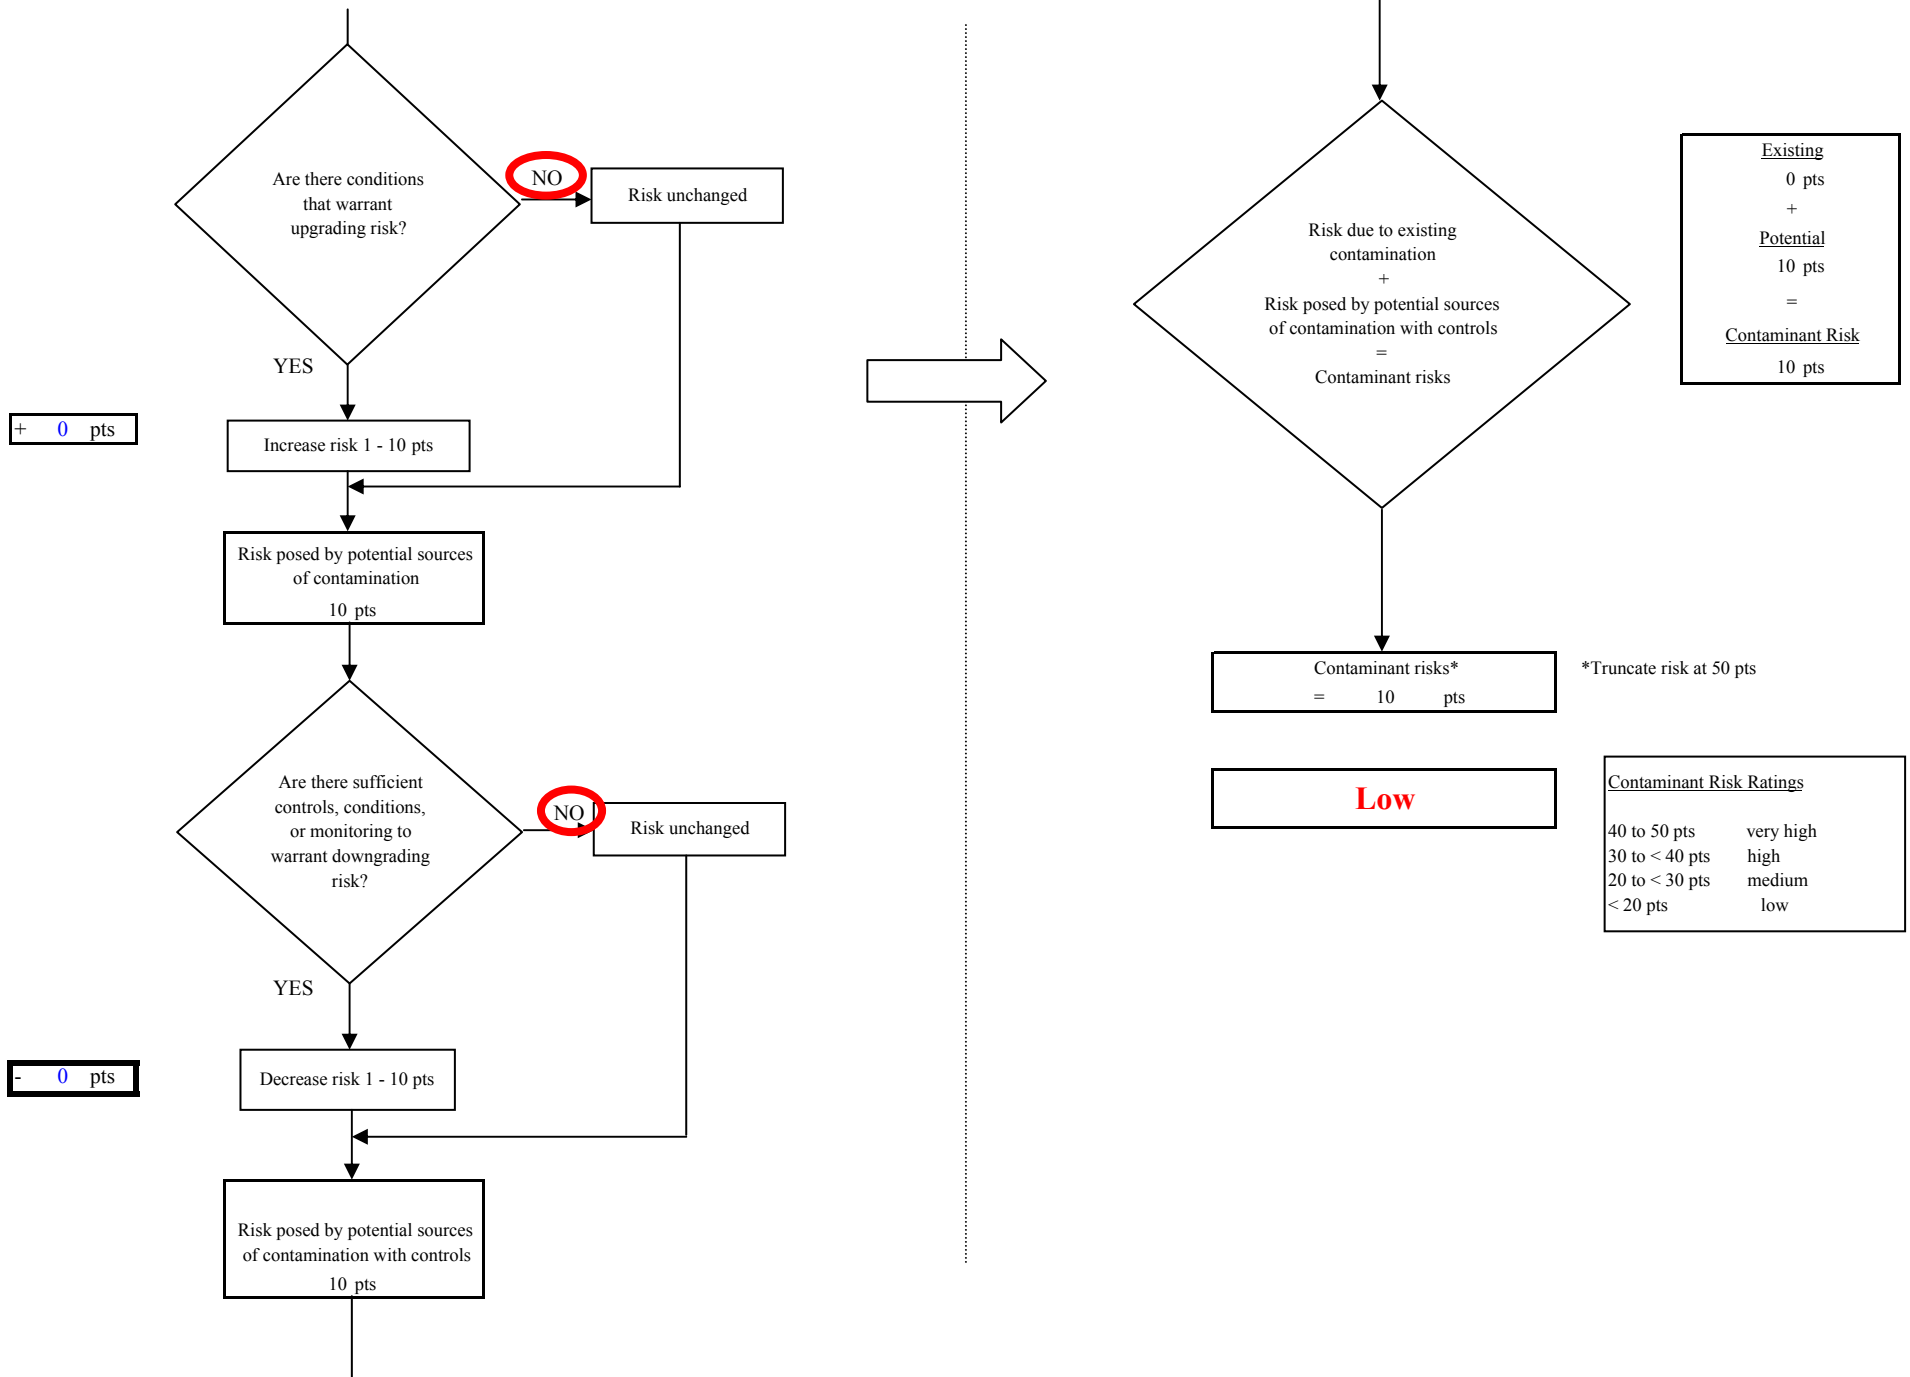 Are there conditions
that warrant
upgrading risk?
NO
Risk unchanged
YES
+ 0 pts
Increase risk 1 - 10 pts
Risk posed by potential sources
of contamination
10 pts
Are there sufficient
controls, conditions,
or monitoring to
warrant downgrading
risk?
NO
Risk unchanged
YES
- 0 pts
Decrease risk 1 - 10 pts
Risk posed by potential sources
of contamination with controls
10 pts
Risk due to existing
contamination
+
Risk posed by potential sources
of contamination with controls
=
Contaminant risks
Existing
0 pts
+
Potential
10 pts
=
Contaminant Risk
10 pts
Contaminant risks*
= 10 pts
*Truncate risk at 50 pts
Low
Contaminant Risk Ratings
40 to 50 pts very high
30 to < 40 pts high
20 to < 30 pts medium
< 20 pts low